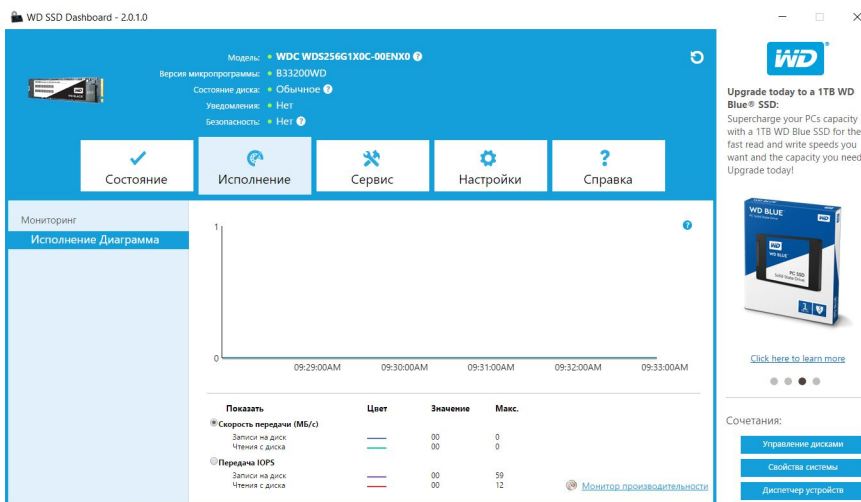 WD SSD Dashboard - 2.0.1.0
Модель: WDC WDS256G1X0C-00ENX0 ?
Версия микропрограммы: B33200WD
Состояние диска: Обычное ?
Уведомления: Нет
Безопасность: Нет ?
Состояние
Исполнение
Сервис
Настройки
? Справка
Мониторинг
Исполнение Диаграмма
?
1
0
09:29:00AM 09:30:00AM 09:31:00AM 09:32:00AM 09:33:00AM
Показать Цвет Значение Макс.
Скорость передачи (МБ/с)
Записи на диск 00 0
Чтения с диска 00 0
Передача IOPS
Записи на диск 00 59
Чтения с диска 00 12
Монитор производительности
WD
Upgrade today to a 1TB WD
Blue® SSD:
Supercharge your PCs capacity
with a 1TB WD Blue SSD for the
fast read and write speeds you
want and the capacity you need
Upgrade today!
WD BLUE
WD
WD
WD BLUE
PC SSD
Solid State Drive
1
Click here to learn more
Сочетания:
Управление дисками
Свойства системы
Диспетчер устройств